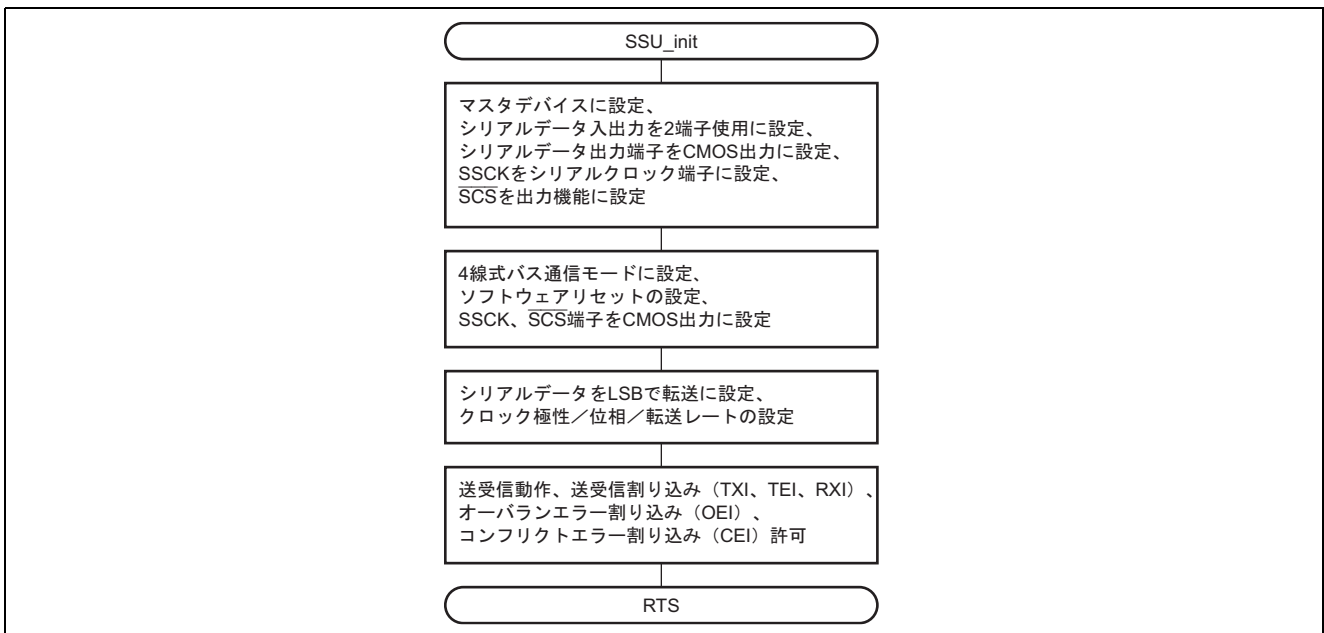 SSU_init
マスタデバイスに設定、
シリアルデータ入出力を2端子使用に設定、
シリアルデータ出力端子をCMOS出力に設定、
SSCKをシリアルクロック端子に設定、
SCSを出力機能に設定
4線式バス通信モードに設定、
ソフトウェアリセットの設定、
SSCK、SCS端子をCMOS出力に設定
シリアルデータをLSBで転送に設定、
クロック極性／位相／転送レートの設定
送受信動作、送受信割り込み（TXI、TEI、RXI）、
オーバランエラー割り込み（OEI）、
コンフリクトエラー割り込み（CEI）許可
RTS